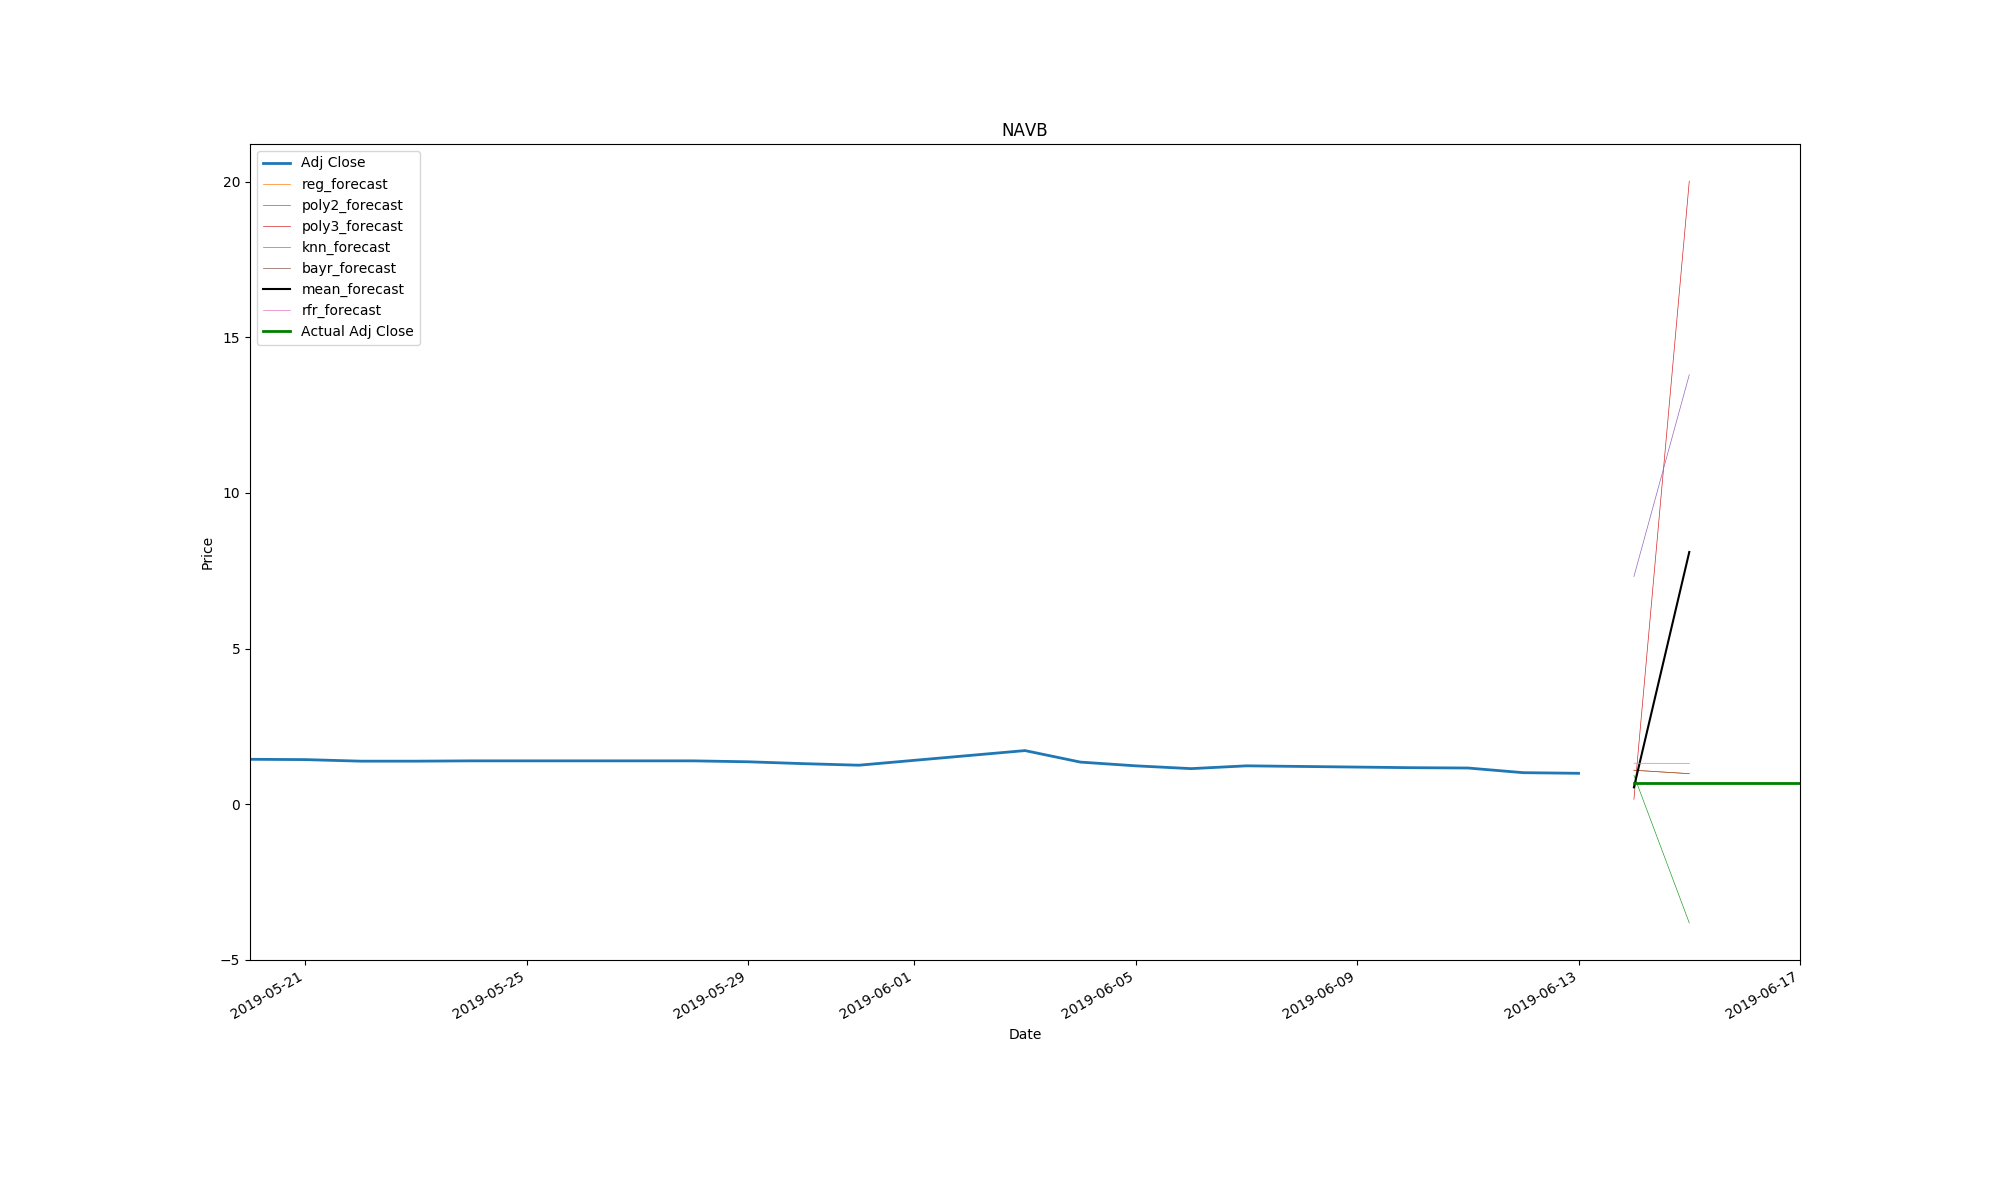 NAVB
Adj Close
reg_forecast
poly2_forecast
poly3_forecast
knn_forecast
bayr_forecast
mean_forecast
rfr_forecast
Actual Adj Close
20
15
10
5
0
−5
Price
2019-05-21
2019-05-25
2019-05-29
2019-06-01
2019-06-05
2019-06-09
2019-06-13
2019-06-17
Date